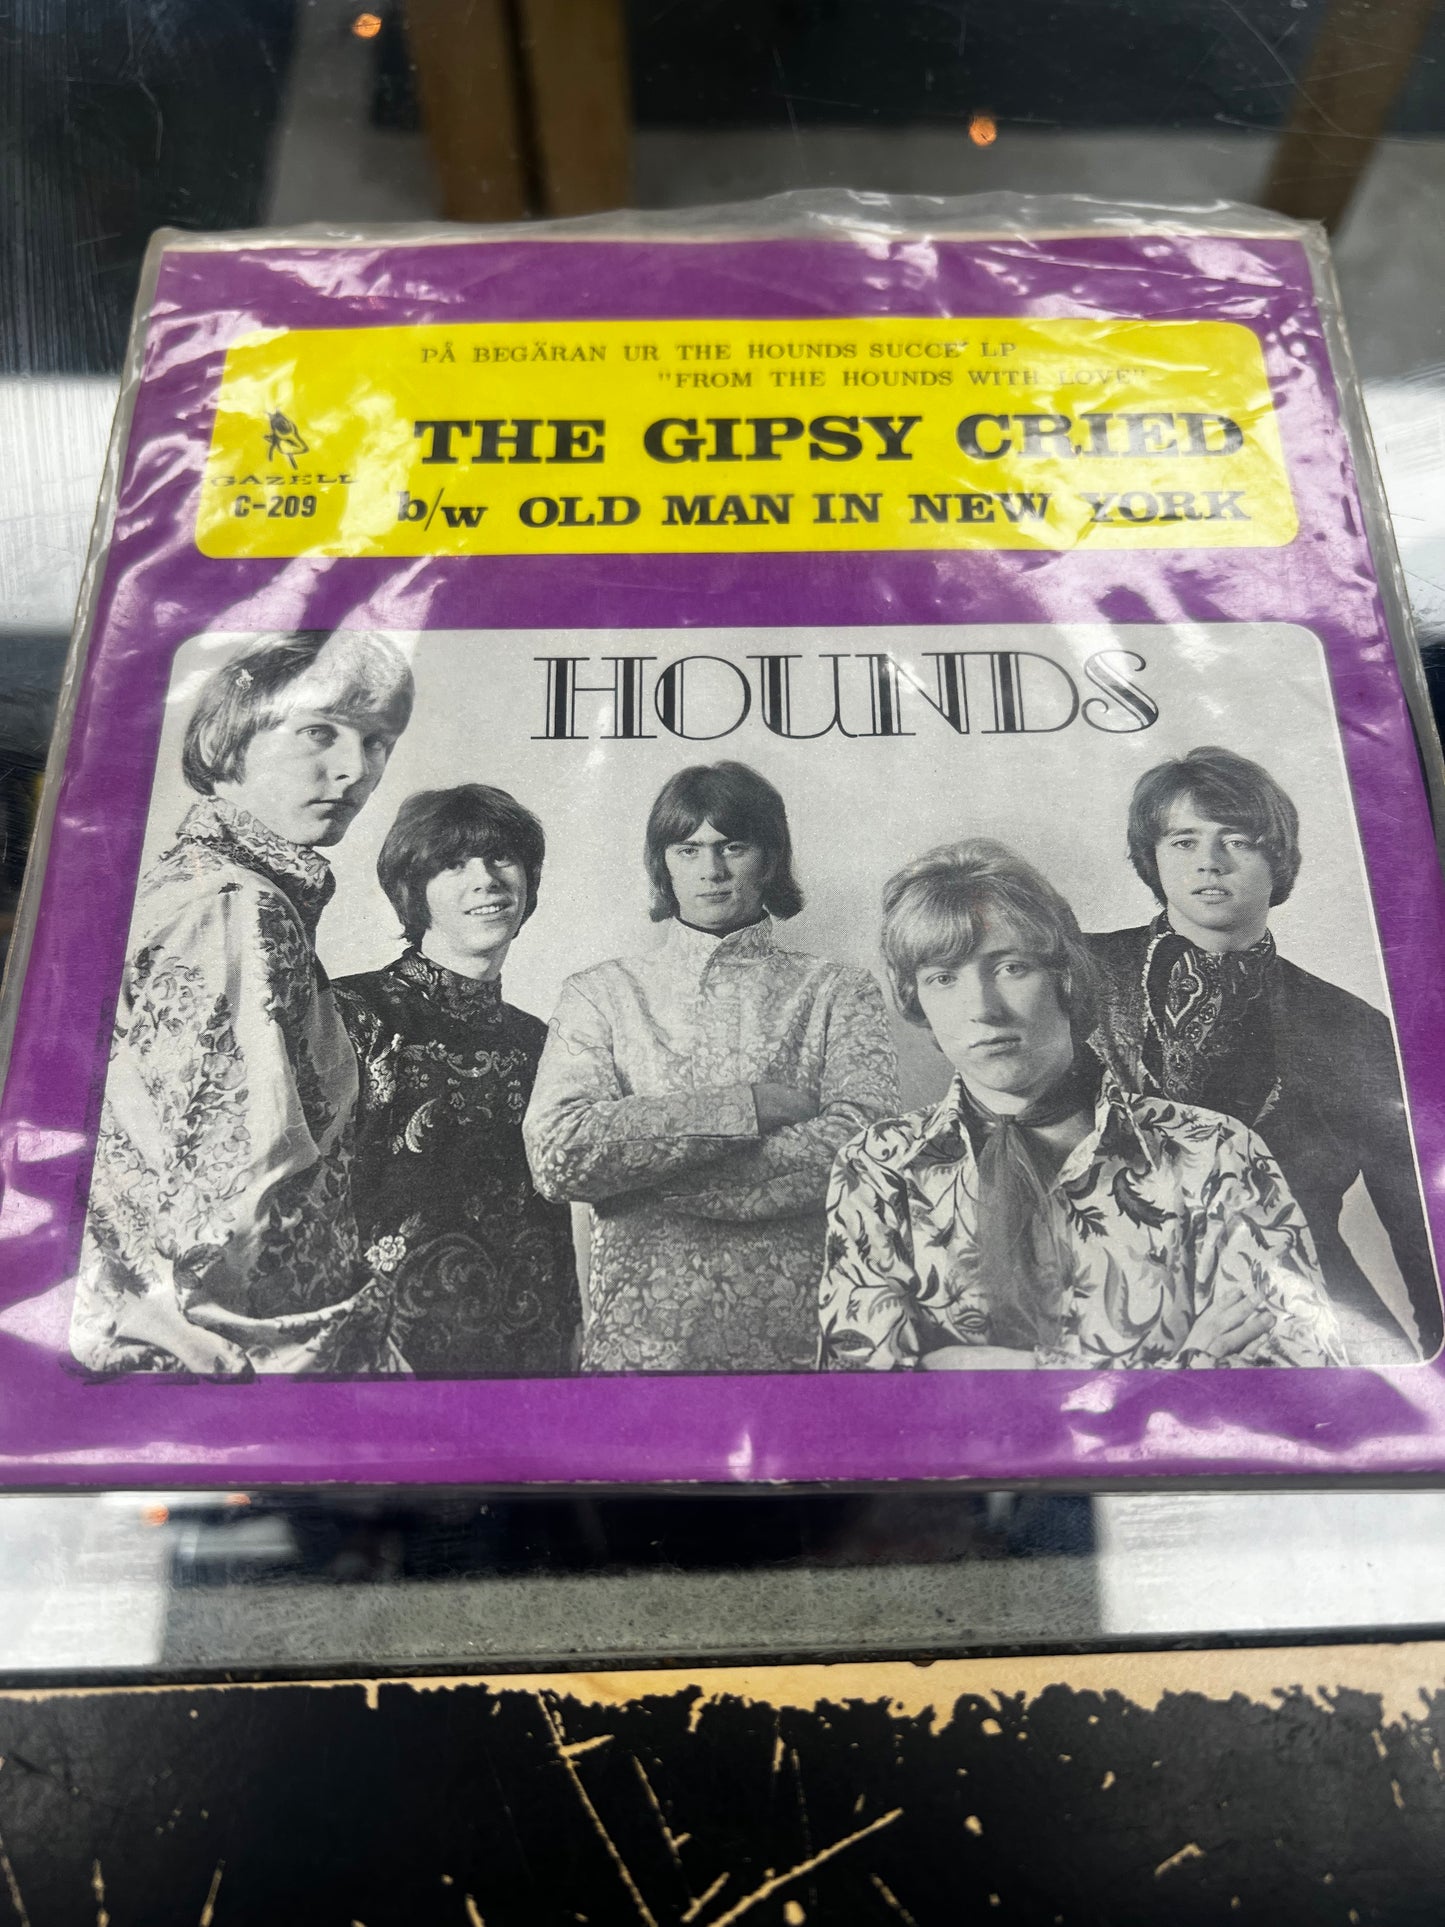 PÅ BEGÄRAN UR THE HOUNDS SUCCE' LP
"FROM THE HOUNDS WITH LOVE"
THE GIPSY CRIED
GAZELL
C-209
b/w OLD MAN IN NEW YORK
HOUNDS